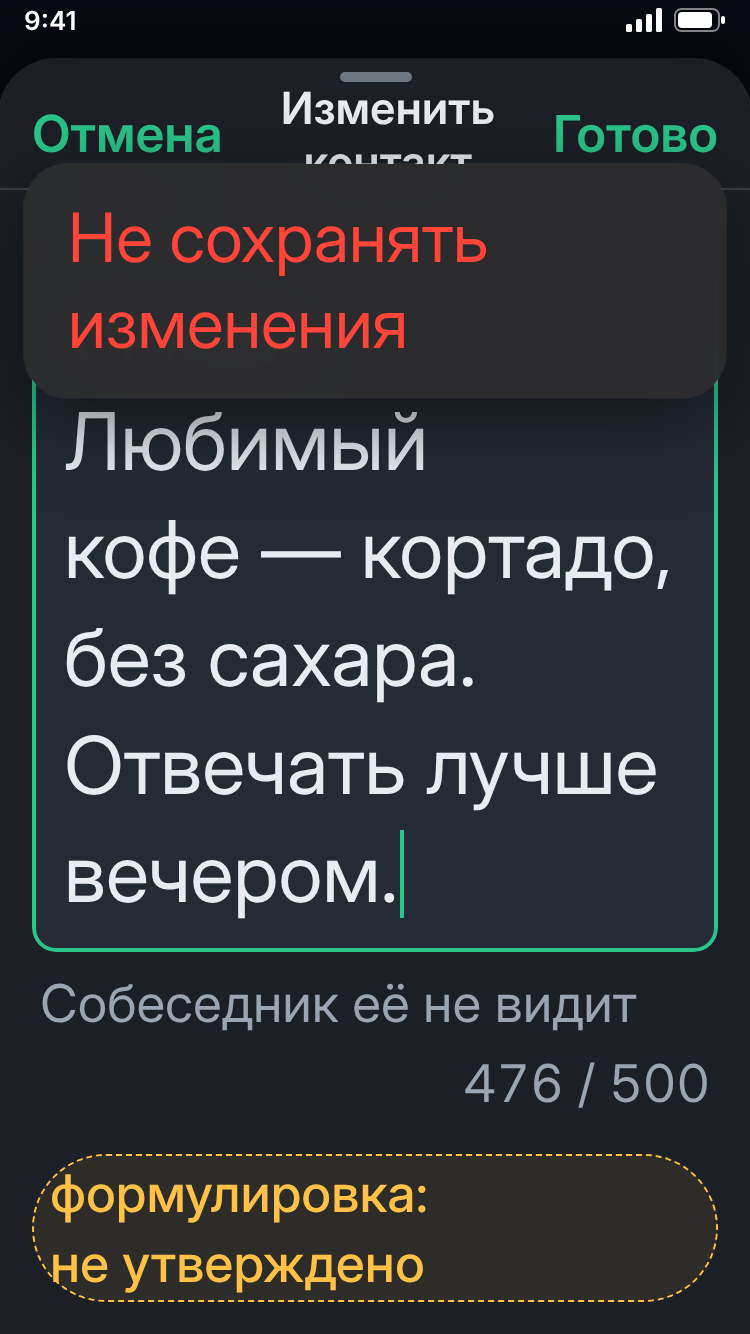 9:41
Отмена
Изменить
контакт
Готово
Не сохранять
изменения
Любимый
кофе — кортадо,
без сахара.
Отвечать лучше
вечером.
Собеседник её не видит
476 / 500
формулировка:
не утверждено